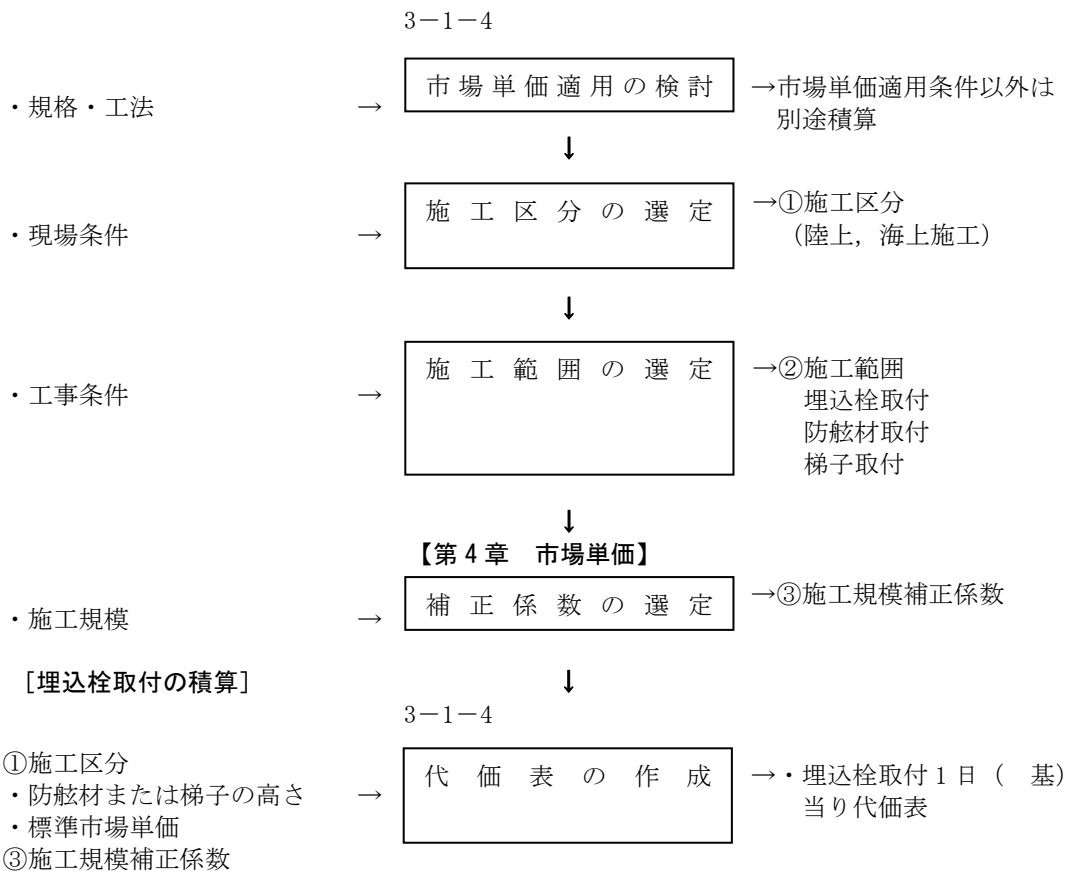 3－1－4
・規格・工法 → 市場単価適用の検討 →市場単価適用条件以外は
別途積算
↓
・現場条件 → 施工区分の選定 →①施工区分
（陸上，海上施工）
↓
・工事条件 → 施工範囲の選定 →②施工範囲
埋込栓取付
防舷材取付
梯子取付
↓
【第４章　市場単価】
・施工規模 → 補正係数の選定 →③施工規模補正係数
［埋込栓取付の積算］ ↓
3－1－4
①施工区分
・防舷材または梯子の高さ → 代価表の作成 →・埋込栓取付１日（　基）
・標準市場単価 当り代価表
③施工規模補正係数